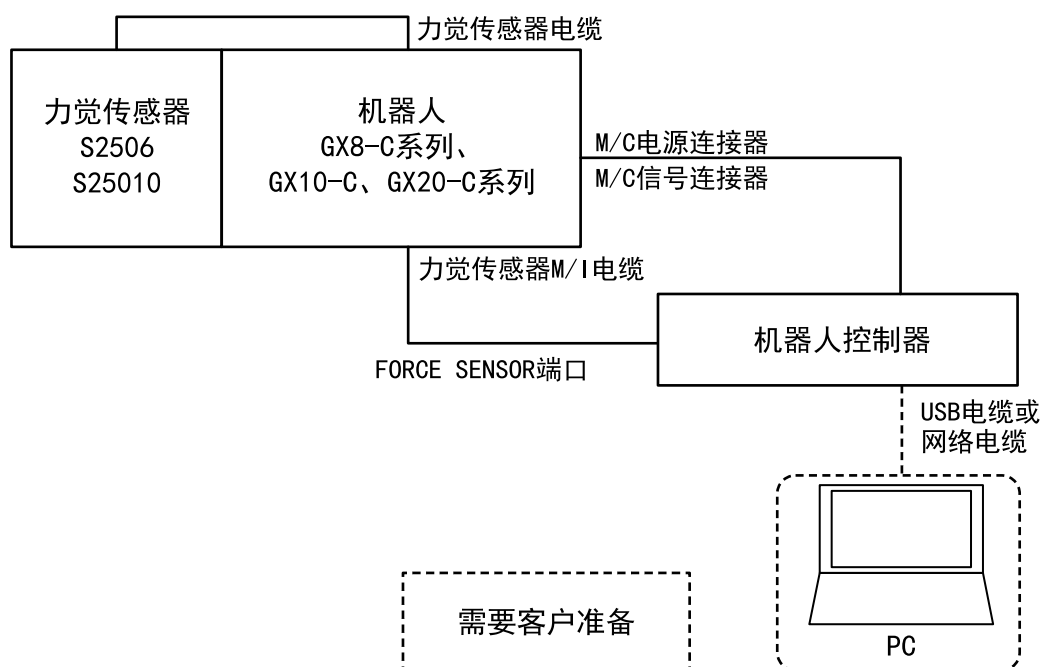 力觉传感器电缆
力觉传感器
S2506
S25010
机器人
GX8-C系列、
GX10-C、GX20-C系列
M/C电源连接器
M/C信号连接器
力觉传感器M/I电缆
机器人控制器
FORCE SENSOR端口
USB电缆或
网络电缆
需要客户准备
PC